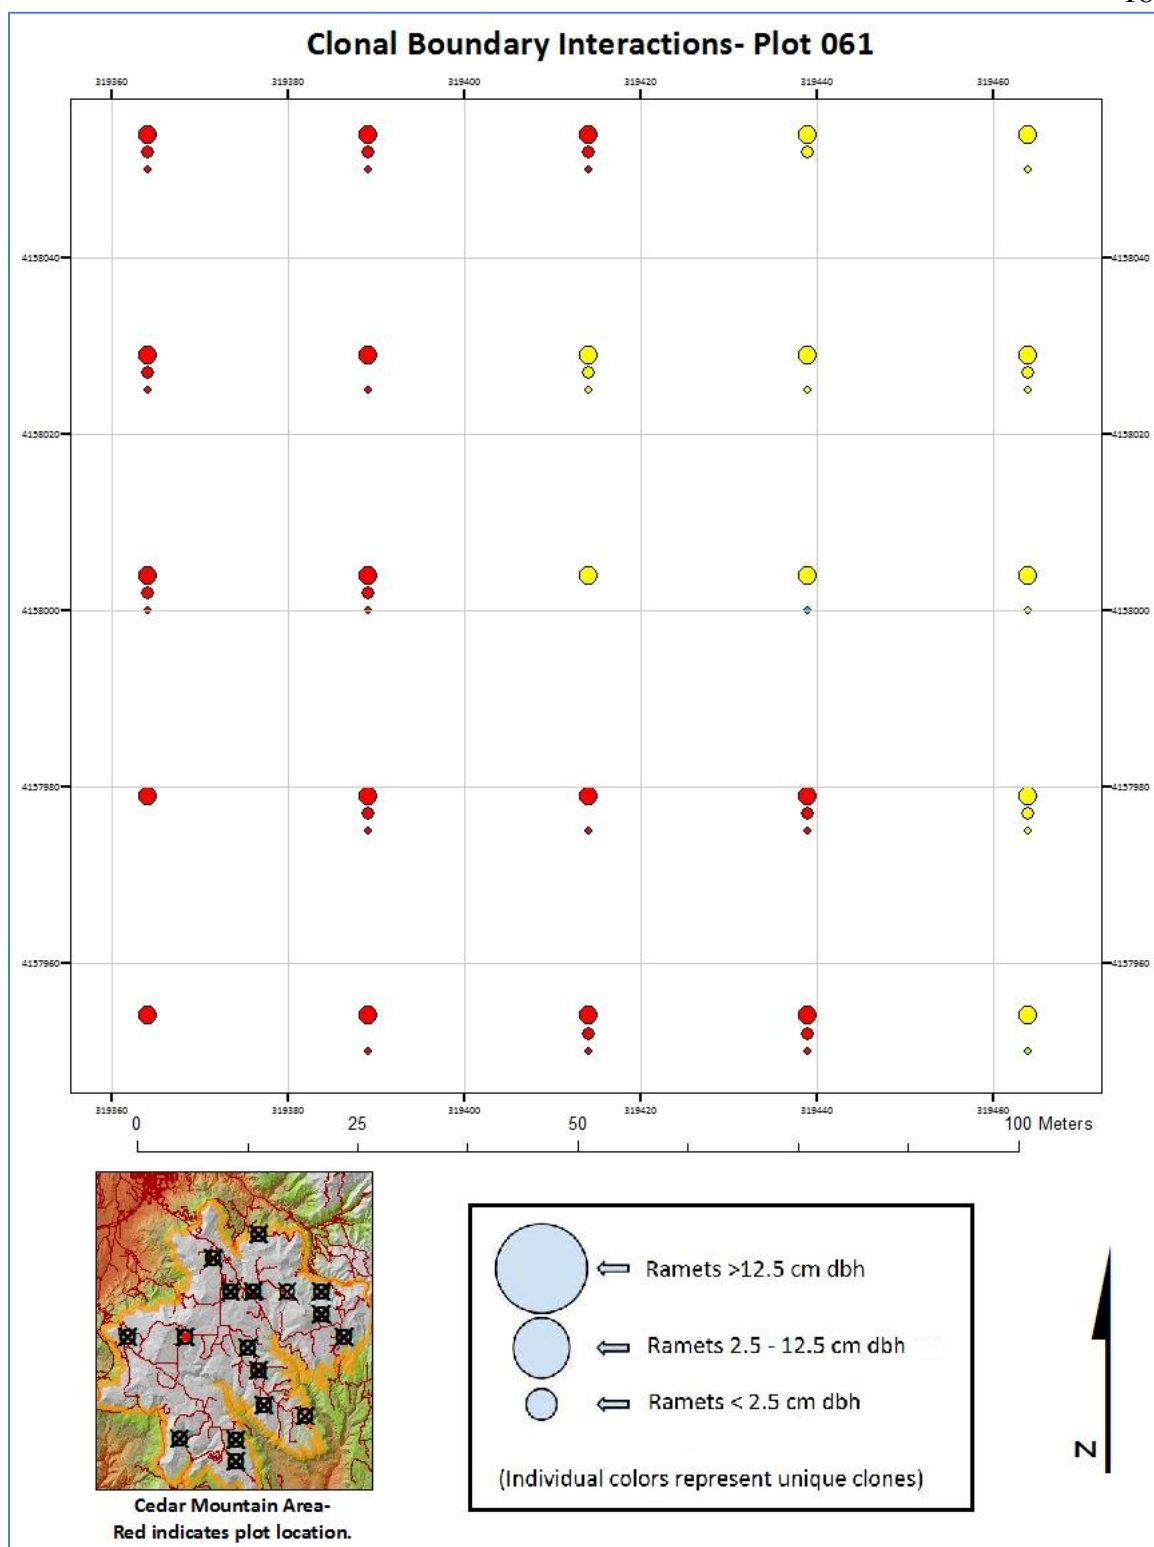 Clonal Boundary Interactions- Plot 061
319360 319380 319400 319420 319440 319460
4158040 4158040
4158020 4158020
4158000 4158000
4157980 4157980
4157960 4157960
319360 319380 319400 319420 319440 319460
0 25 50 100 Meters
Ramets >12.5 cm dbh
Ramets 2.5 - 12.5 cm dbh
Ramets < 2.5 cm dbh
(Individual colors represent unique clones)
N
Cedar Mountain Area-
Red indicates plot location.